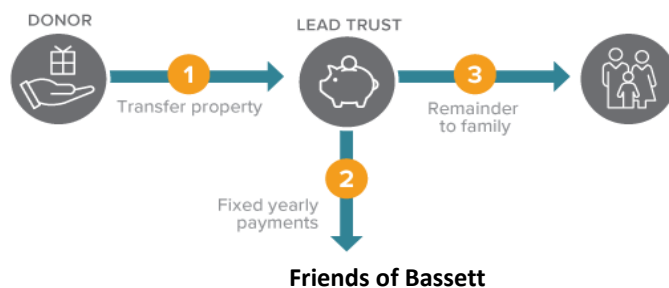 DONOR
LEAD TRUST
1
3
Transfer property
Remainder
to family
2
Fixed yearly
payments
Friends of Bassett